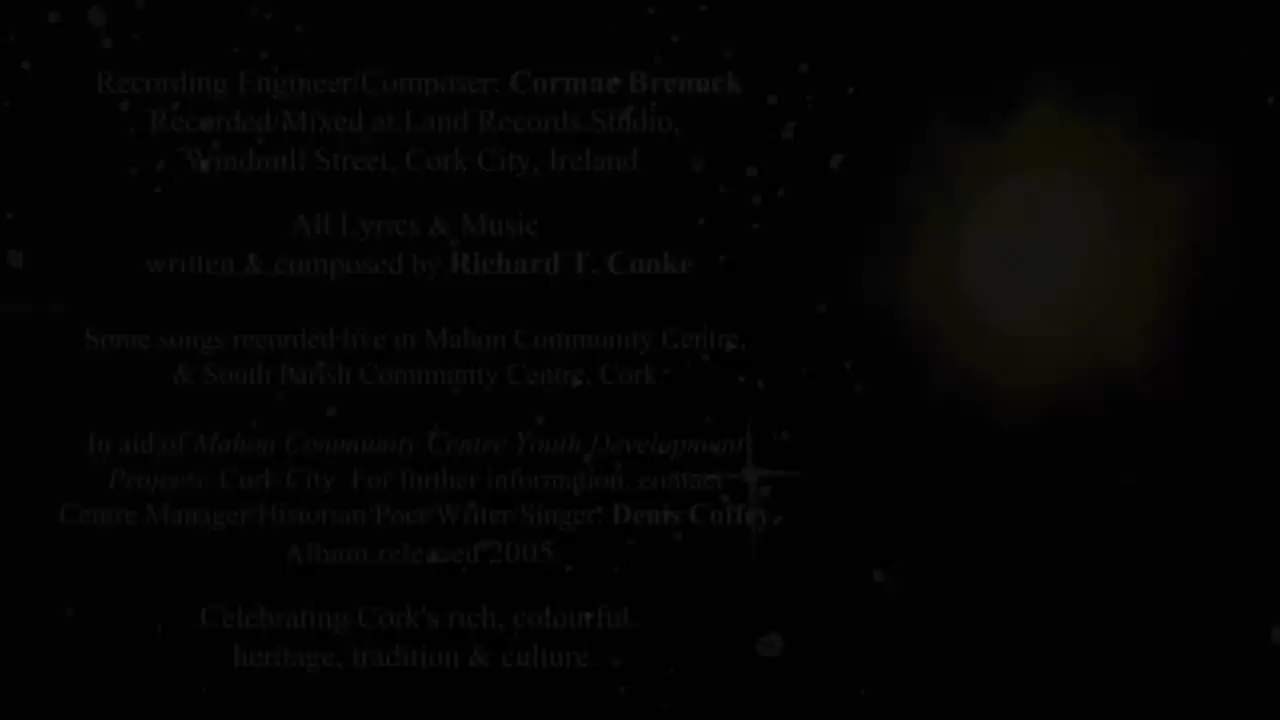 Recording Engineer/Composer: Cormac Brenock
Recorded/Mixed at Land Records Studio,
Windmill Street, Cork City, Ireland
All Lyrics & Music
written & composed by Richard T. Cooke
Some songs recorded live in Mahon Community Centre,
& South Parish Community Centre, Cork.
In aid of Mahon Community Centre Youth Development
Projects Cork City. For further information, contact
Centre Manager/Historian/Poet/Writer/Singer: Denis Coffey.
Album released 2005
Celebrating Cork's rich, colourful
heritage, tradition & culture.